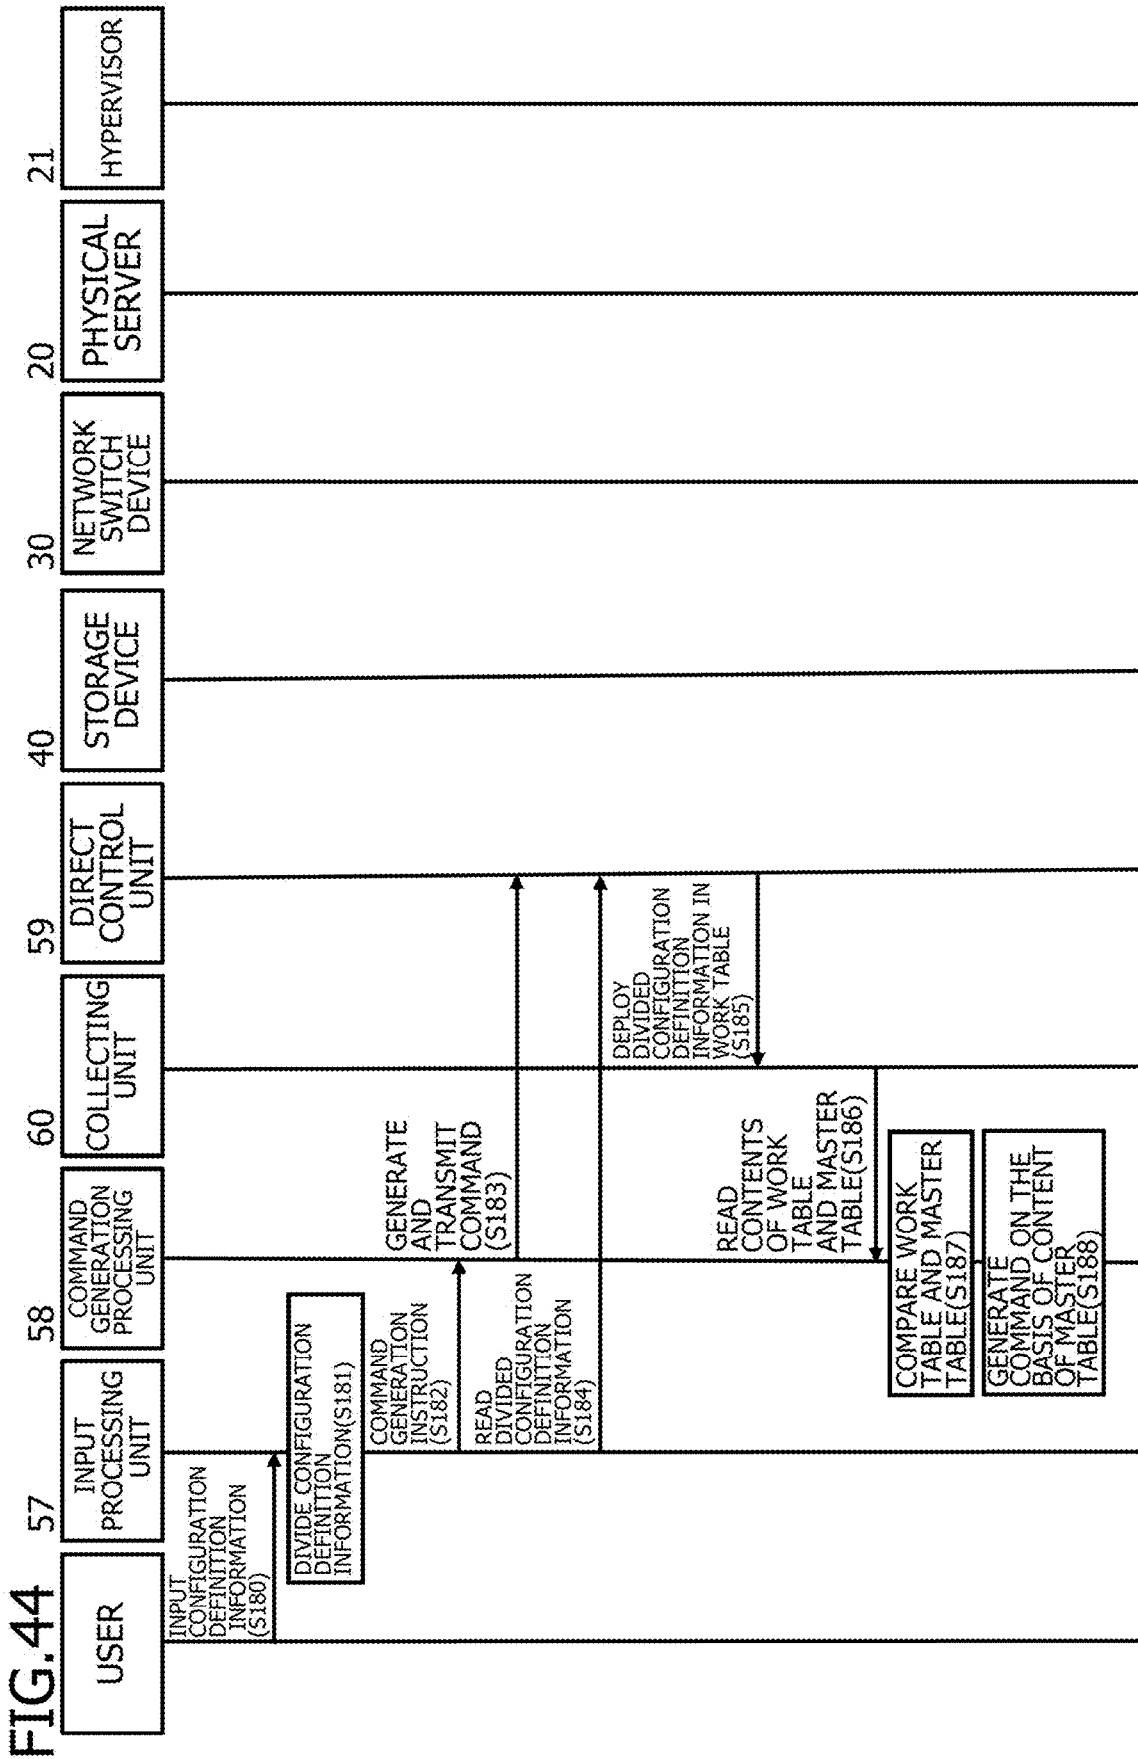 FIG.44
USER
57
INPUT
PROCESSING
UNIT
58
COMMAND
GENERATION
PROCESSING
UNIT
60
COLLECTING
UNIT
59
DIRECT
CONTROL
UNIT
40
STORAGE
DEVICE
30
NETWORK
SWITCH
DEVICE
20
PHYSICAL
SERVER
21
HYPERVISOR
INPUT
CONFIGURATION
DEFINITION
INFORMATION
(S180)
DIVIDE CONFIGURATION
DEFINITION
INFORMATION(S181)
COMMAND
GENERATION
INSTRUCTION
(S182)
GENERATE
AND
TRANSMIT
COMMAND
(S183)
READ
DIVIDED
CONFIGURATION
DEFINITION
INFORMATION
(S184)
DEPLOY
DIVIDED
CONFIGURATION
DEFINITION
INFORMATION IN
WORK TABLE
(S185)
READ
CONTENTS
OF WORK
TABLE
AND MASTER
TABLE(S186)
COMPARE WORK
TABLE AND MASTER
TABLE(S187)
GENERATE
COMMAND ON THE
BASIS OF CONTENT
OF MASTER
TABLE(S188)